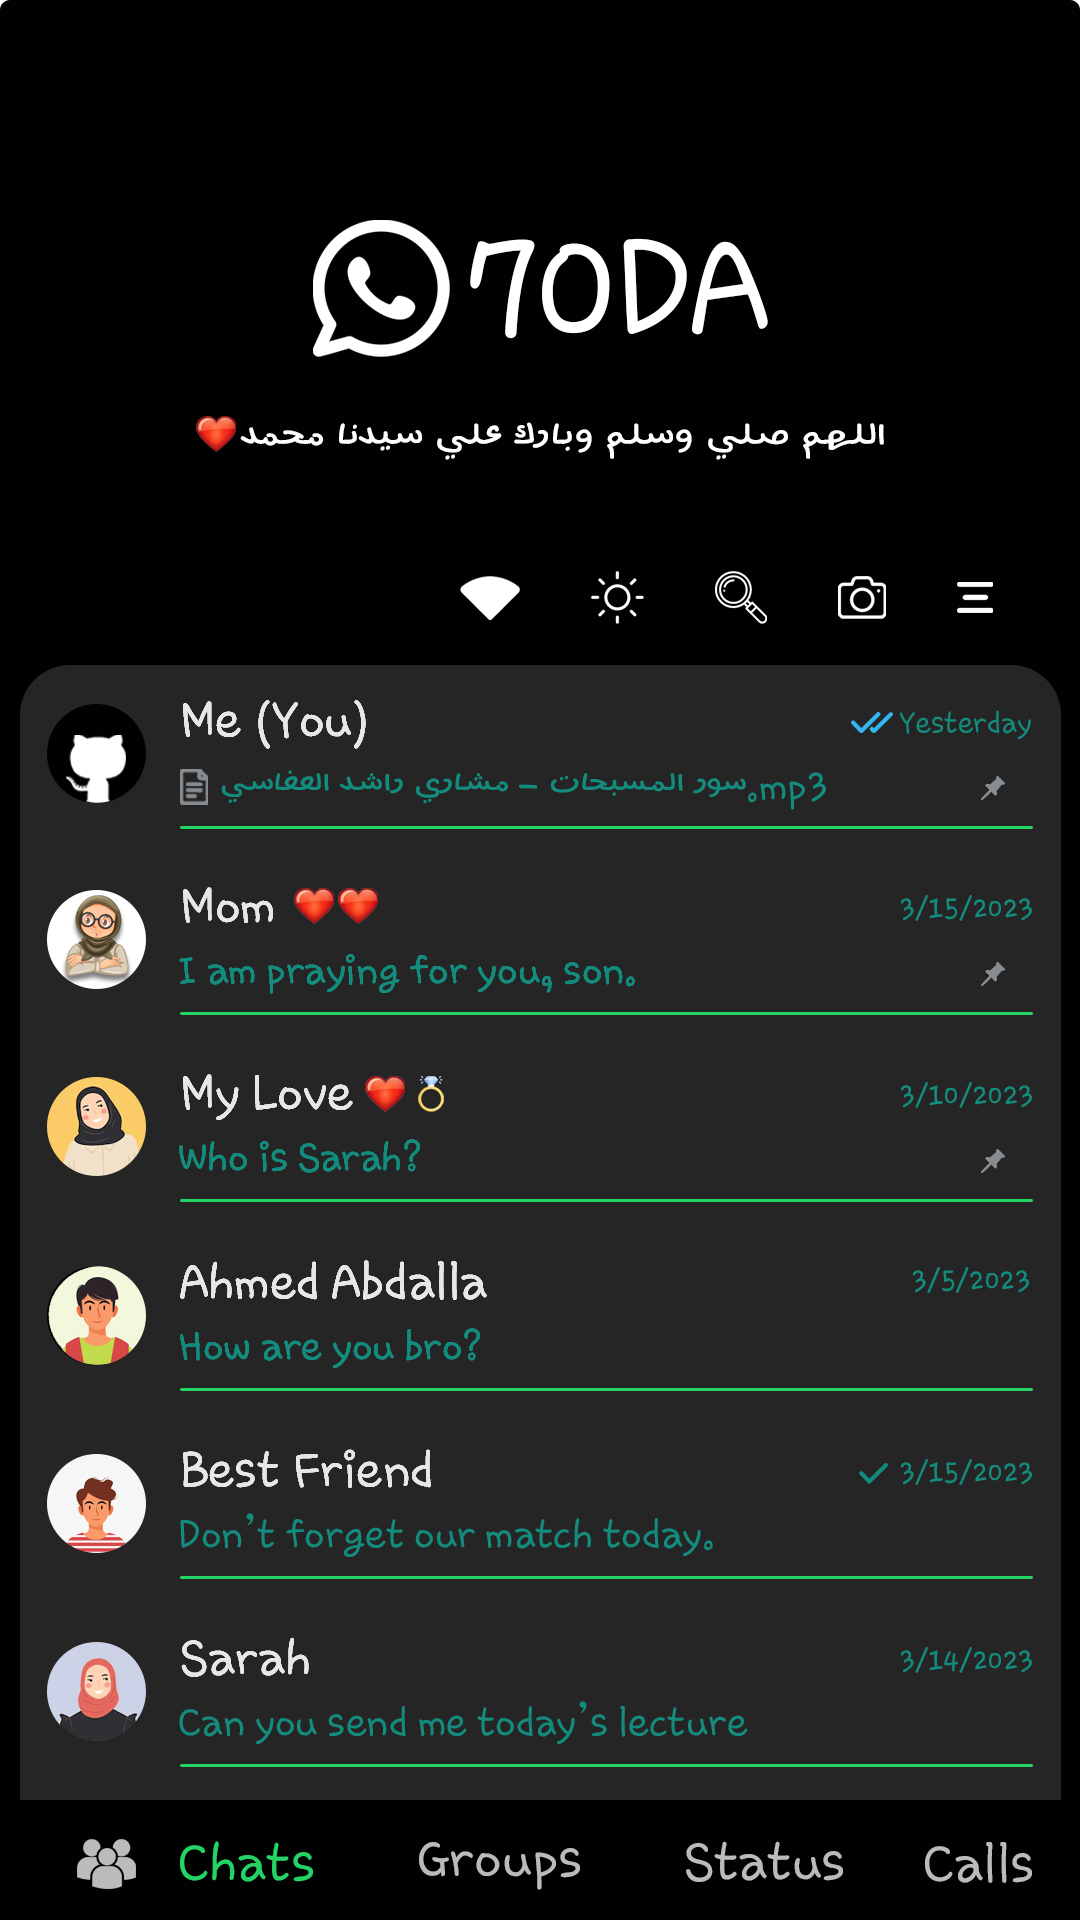 7ODA
اللهم صلي وسلم وبارك علي سيدنا محمد❤️
Me (You)
Yesterday
سور المسبحات – مشاري راشد العفاسي.mp3
Mom ❤️❤️
3/15/2023
I am praying for you, son.
My Love ❤️💍
3/10/2023
Who is Sarah?
Ahmed Abdalla
3/5/2023
How are you bro?
Best Friend
3/15/2023
Don't forget our match today.
Sarah
3/14/2023
Can you send me today's lecture
Chats
Groups
Status
Calls